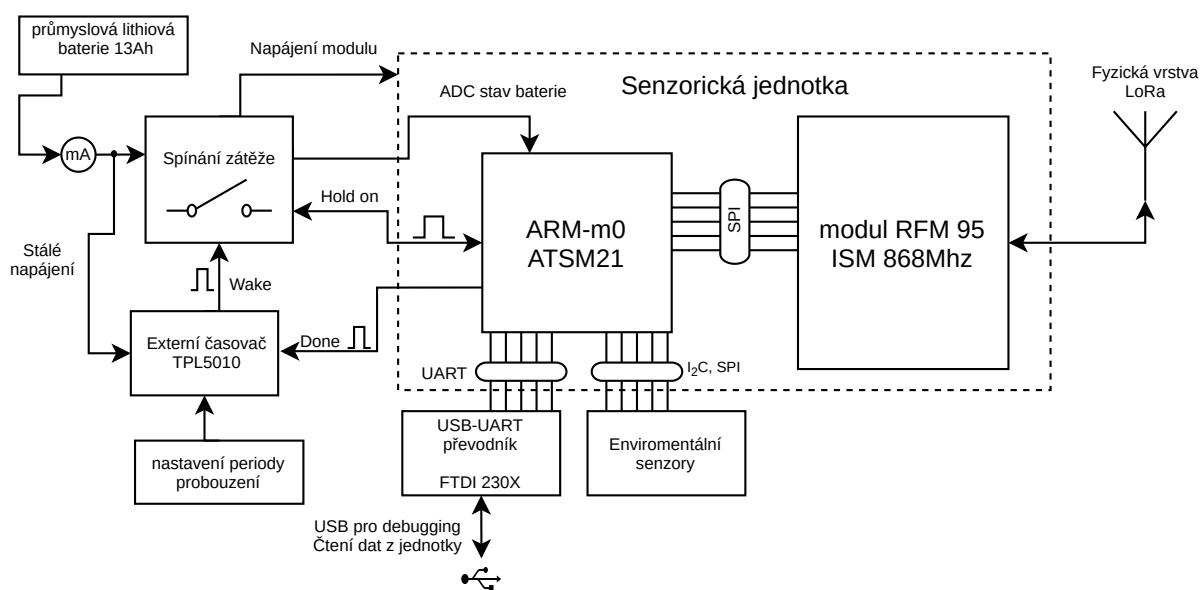 průmyslová lithiová
baterie 13Ah
Napájení modulu
Senzorická jednotka
Fyzická vrstva
LoRa
ADC stav baterie
mA
Spínání zátěže
Hold on
ARM-m0
ATSM21
SPI
modul RFM 95
ISM 868Mhz
Stálé
napájení
Wake
Externí časovač
TPL5010
Done
UART
I2C, SPI
USB-UART
převodník
FTDI 230X
Enviromentální
senzory
nastavení periody
probouzení
USB pro debugging
Čtení dat z jednotky